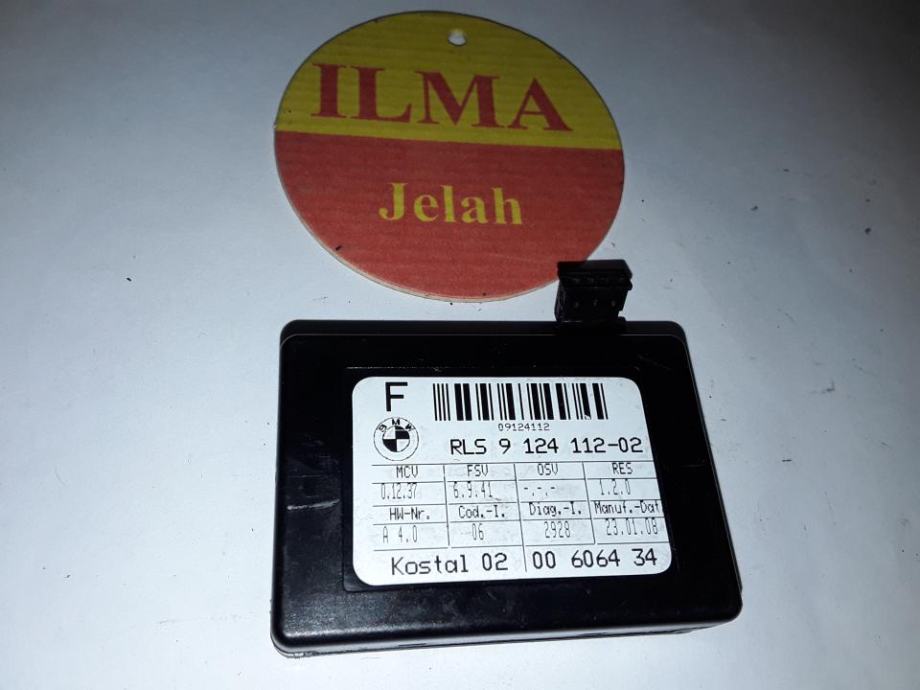 ILMA
Jelah
F
09124112
BMW
RLS 9 124 112-02
MCV FSV OSV RES
0.12.37 6.9.41 -.-.- 1.2.0
HW-Nr. Cod.-I. Diag.-I. Manuf.-Dat
A 4.0 06 2928 23.01.08
Kostal 02 00 6064 34